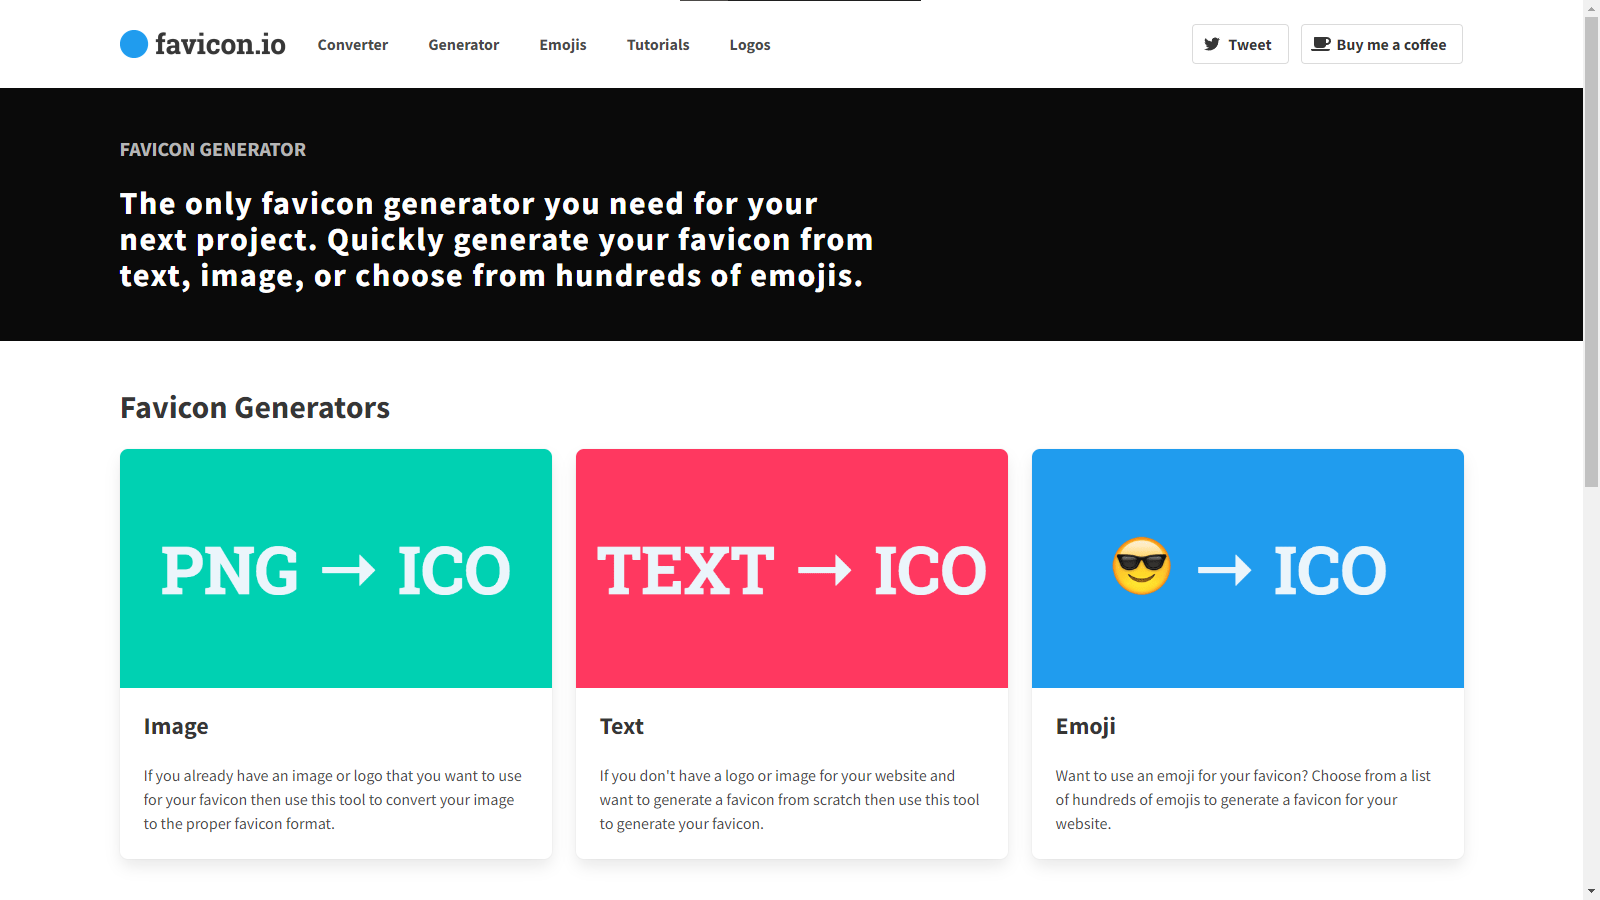 favicon.io
Converter
Generator
Emojis
Tutorials
Logos
Tweet
Buy me a coffee
FAVICON GENERATOR
The only favicon generator you need for your
next project. Quickly generate your favicon from
text, image, or choose from hundreds of emojis.
Favicon Generators
PNG → ICO
TEXT → ICO
😎 → ICO
Image
If you already have an image or logo that you want to use
for your favicon then use this tool to convert your image
to the proper favicon format.
Text
If you don't have a logo or image for your website and
want to generate a favicon from scratch then use this tool
to generate your favicon.
Emoji
Want to use an emoji for your favicon? Choose from a list
of hundreds of emojis to generate a favicon for your
website.